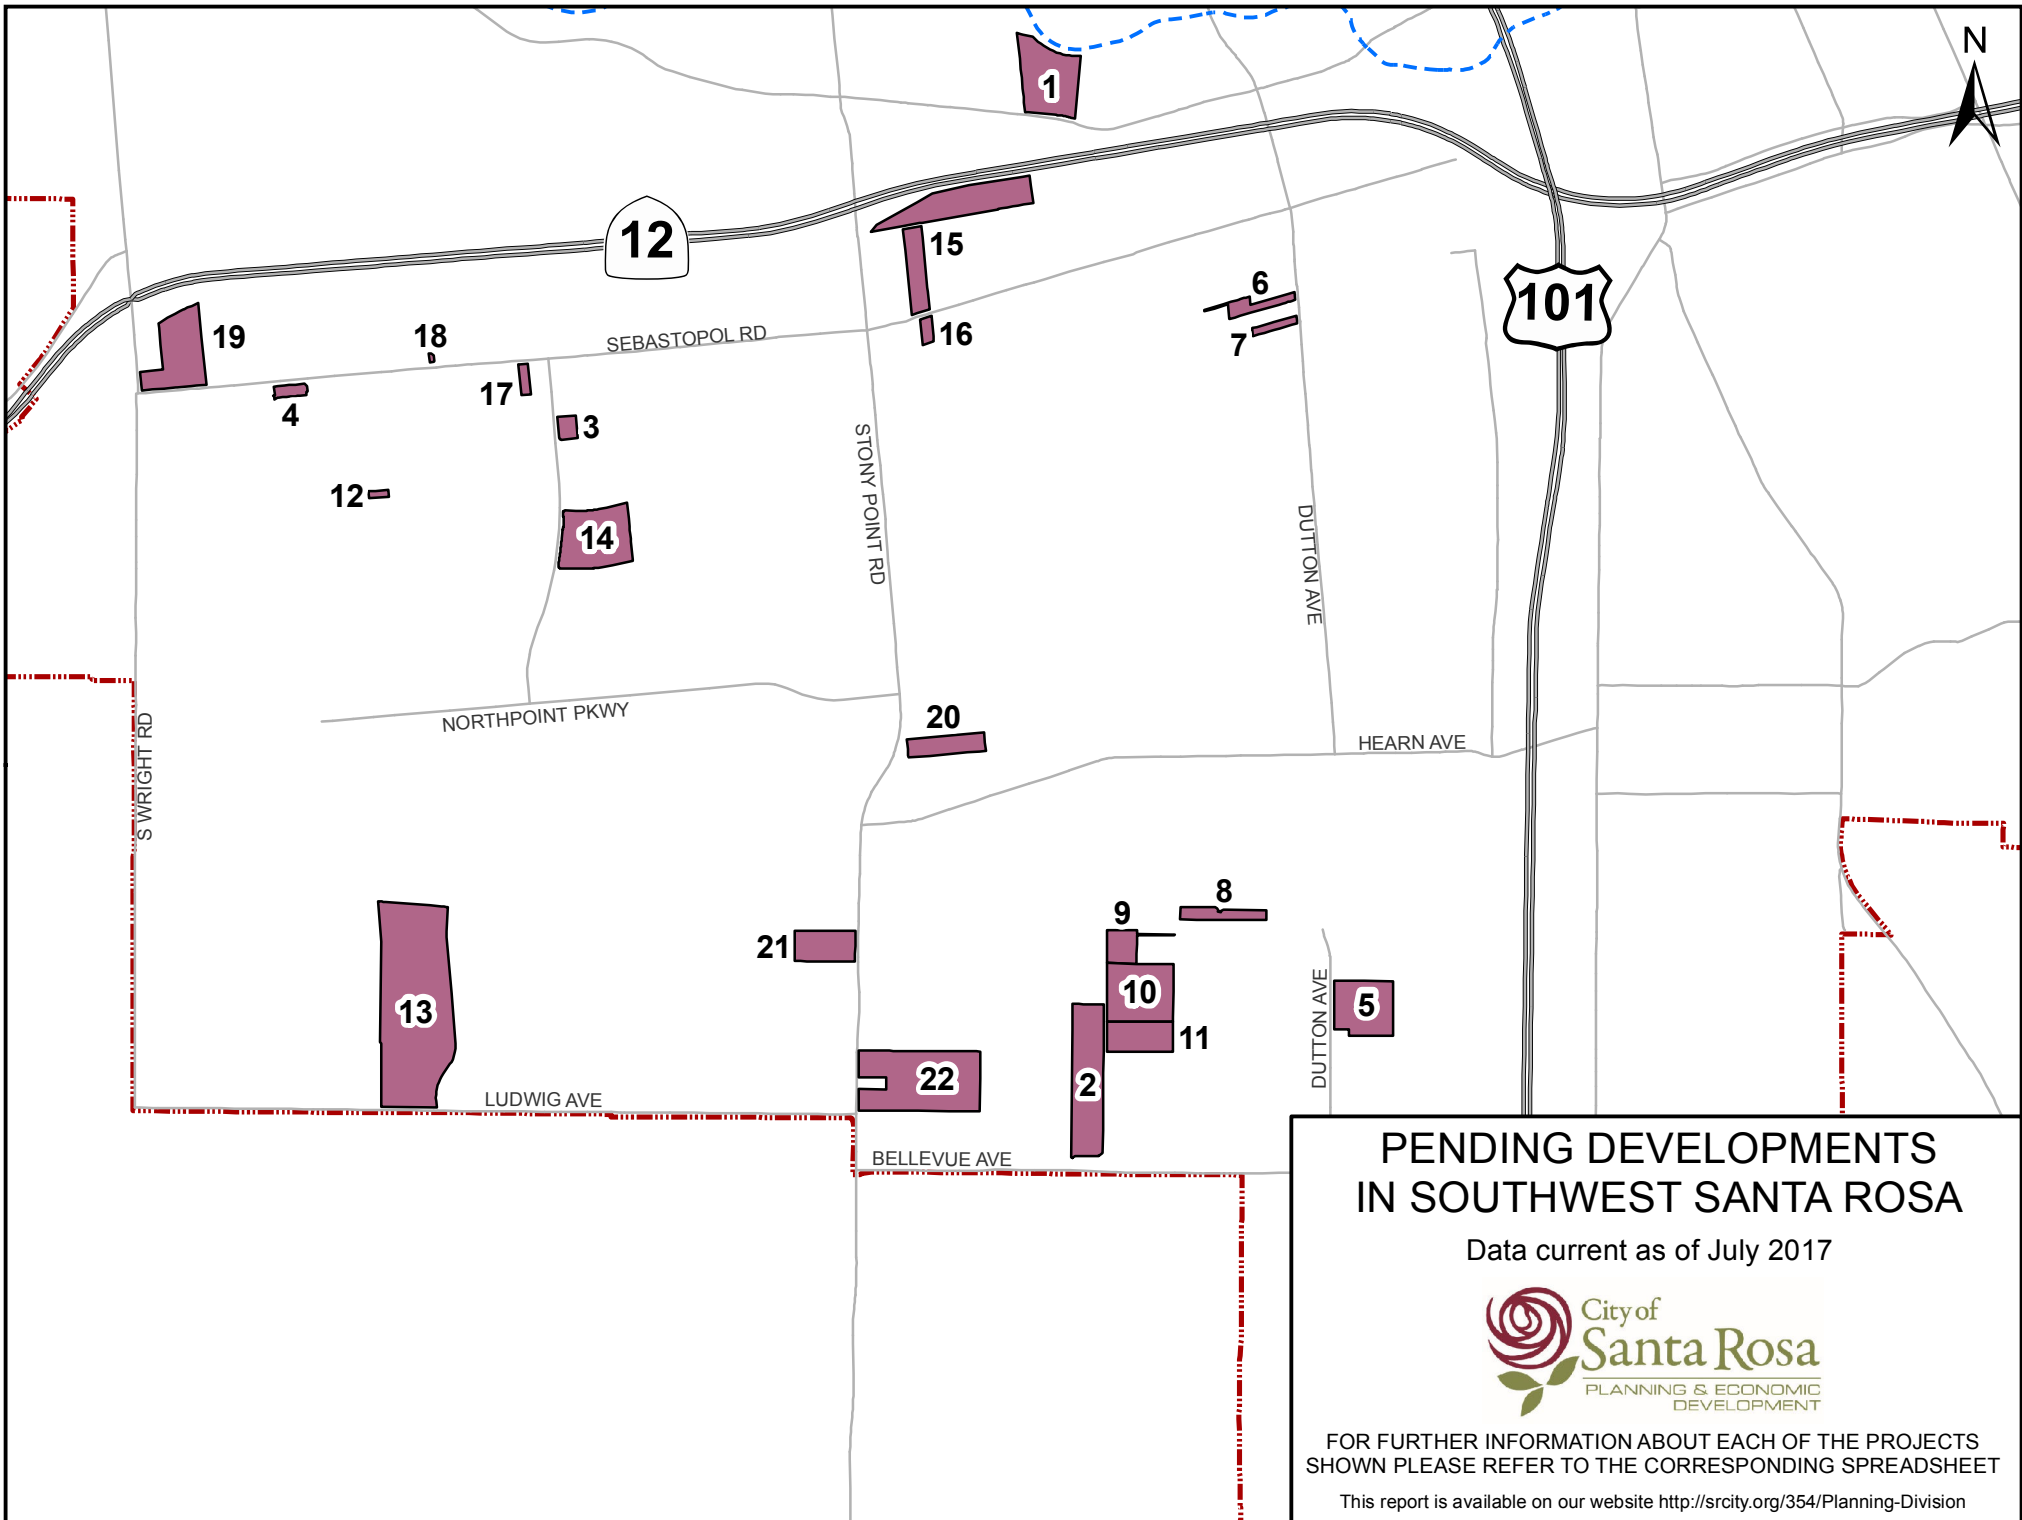 N
1
12
15
6
101
19
18
SEBASTOPOL RD
16
7
17
4
3
STONY POINT RD
12
14
DUTTON AVE
S WRIGHT RD
NORTHPOINT PKWY
20
HEARN AVE
8
9
21
10
13
5
11
DUTTON AVE
22
2
LUDWIG AVE
BELLEVUE AVE
PENDING DEVELOPMENTS
IN SOUTHWEST SANTA ROSA
Data current as of July 2017
City of
Santa Rosa
PLANNING & ECONOMIC
DEVELOPMENT
FOR FURTHER INFORMATION ABOUT EACH OF THE PROJECTS
SHOWN PLEASE REFER TO THE CORRESPONDING SPREADSHEET
This report is available on our website http://srcity.org/354/Planning-Division